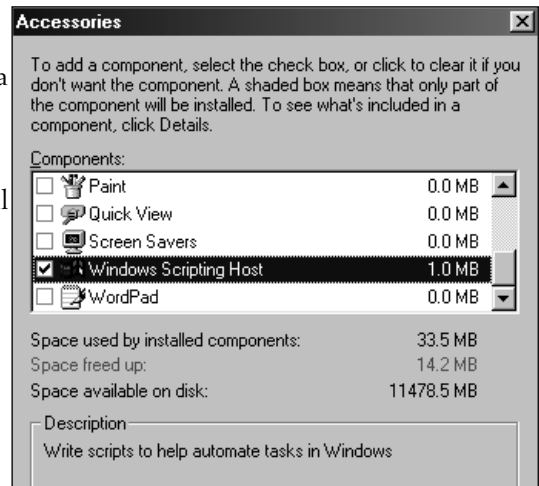 Accessories
a
To add a component, select the check box, or click to clear it if you
don't want the component. A shaded box means that only part of
the component will be installed. To see what's included in a
component, click Details.
Components:
l
Paint 0.0 MB
Quick View 0.0 MB
Screen Savers 0.0 MB
Windows Scripting Host 1.0 MB
WordPad 0.0 MB
Space used by installed components: 33.5 MB
Space freed up: 14.2 MB
Space available on disk: 11478.5 MB
Description
Write scripts to help automate tasks in Windows